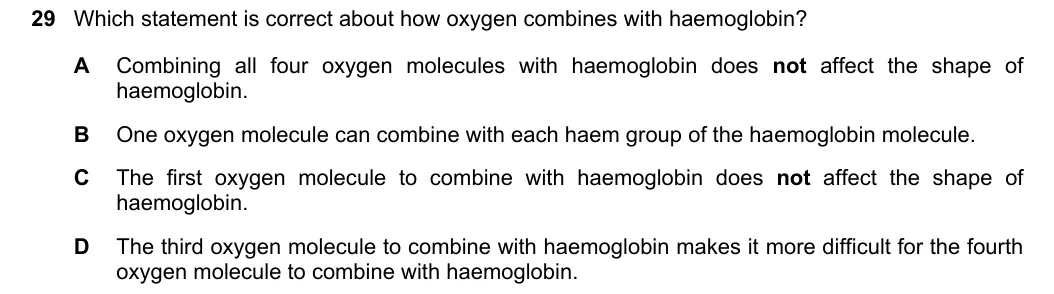 29 Which statement is correct about how oxygen combines with haemoglobin?
A Combining all four oxygen molecules with haemoglobin does not affect the shape of
haemoglobin.
B One oxygen molecule can combine with each haem group of the haemoglobin molecule.
C The first oxygen molecule to combine with haemoglobin does not affect the shape of
haemoglobin.
D The third oxygen molecule to combine with haemoglobin makes it more difficult for the fourth
oxygen molecule to combine with haemoglobin.